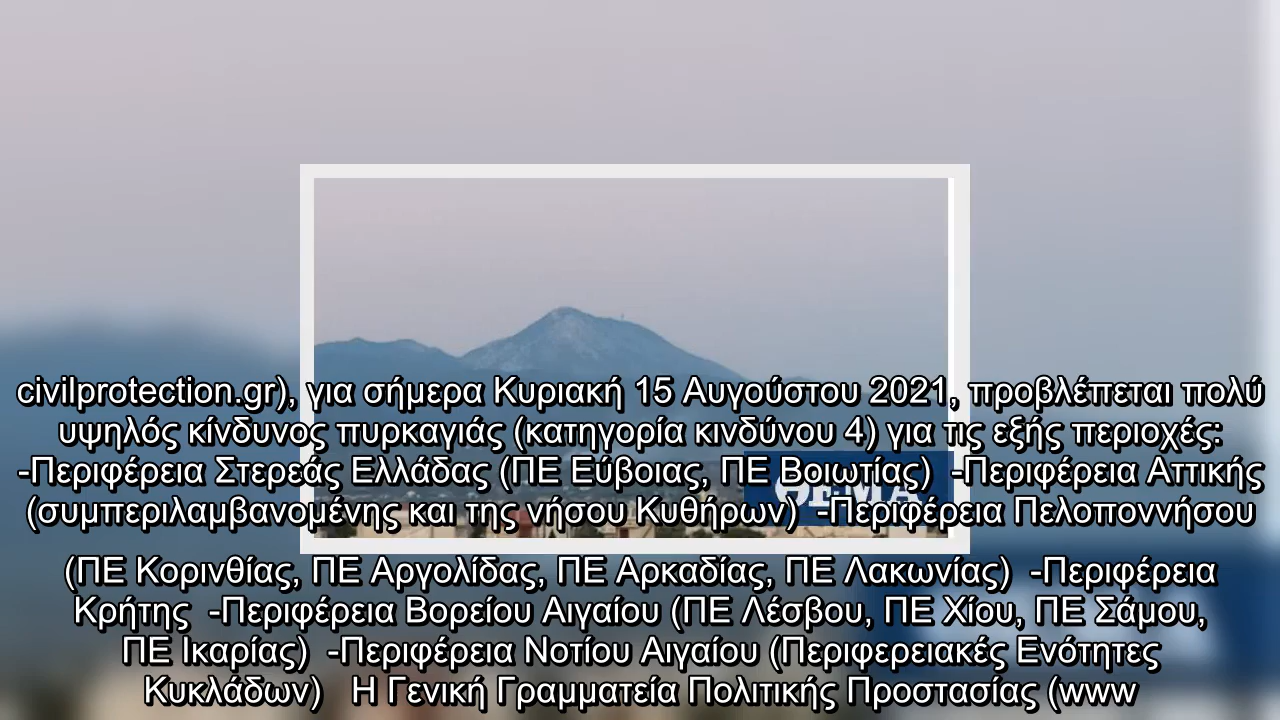 civilprotection.gr), για σήμερα Κυριακή 15 Αυγούστου 2021, προβλέπεται πολύ
υψηλός κίνδυνος πυρκαγιάς (κατηγορία κινδύνου 4) για τις εξής περιοχές:
-Περιφέρεια Στερεάς Ελλάδας (ΠΕ Εύβοιας, ΠΕ Βοιωτίας)  -Περιφέρεια Αττικής
(συμπεριλαμβανομένης και της νήσου Κυθήρων)  -Περιφέρεια Πελοποννήσου
(ΠΕ Κορινθίας, ΠΕ Αργολίδας, ΠΕ Αρκαδίας, ΠΕ Λακωνίας)  -Περιφέρεια
Κρήτης  -Περιφέρεια Βορείου Αιγαίου (ΠΕ Λέσβου, ΠΕ Χίου, ΠΕ Σάμου,
ΠΕ Ικαρίας)  -Περιφέρεια Νοτίου Αιγαίου (Περιφερειακές Ενότητες
Κυκλάδων)   Η Γενική Γραμματεία Πολιτικής Προστασίας (www